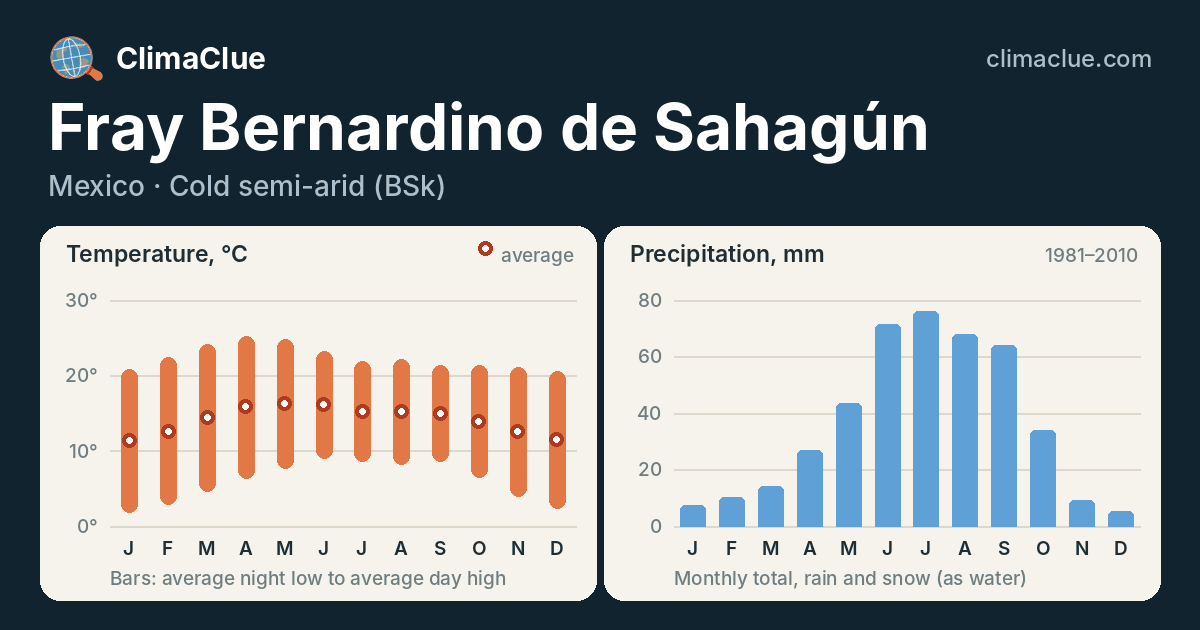 ClimaClue
climaclue.com
Fray Bernardino de Sahagún
Mexico · Cold semi-arid (BSk)
Temperature, °C
average
30°
20°
10°
0°
J F M A M J J A S O N D
Bars: average night low to average day high
Precipitation, mm
1981–2010
80
60
40
20
0
J F M A M J J A S O N D
Monthly total, rain and snow (as water)